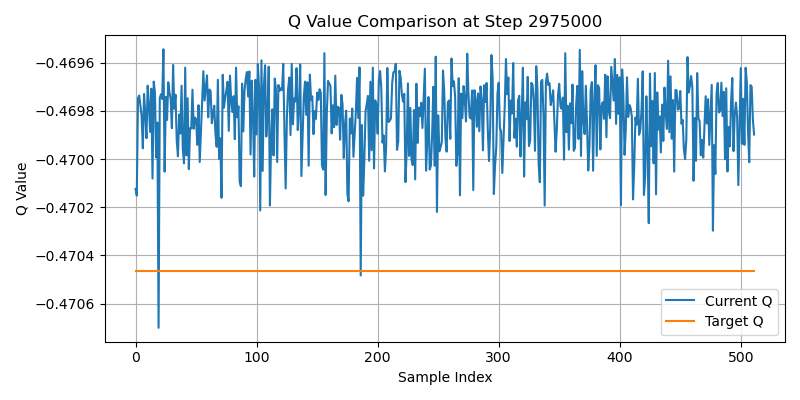 Q Value Comparison at Step 2975000
Q Value
−0.4696
−0.4698
−0.4700
−0.4702
−0.4704
−0.4706
0 100 200 300 400 500
Sample Index
Current Q
Target Q